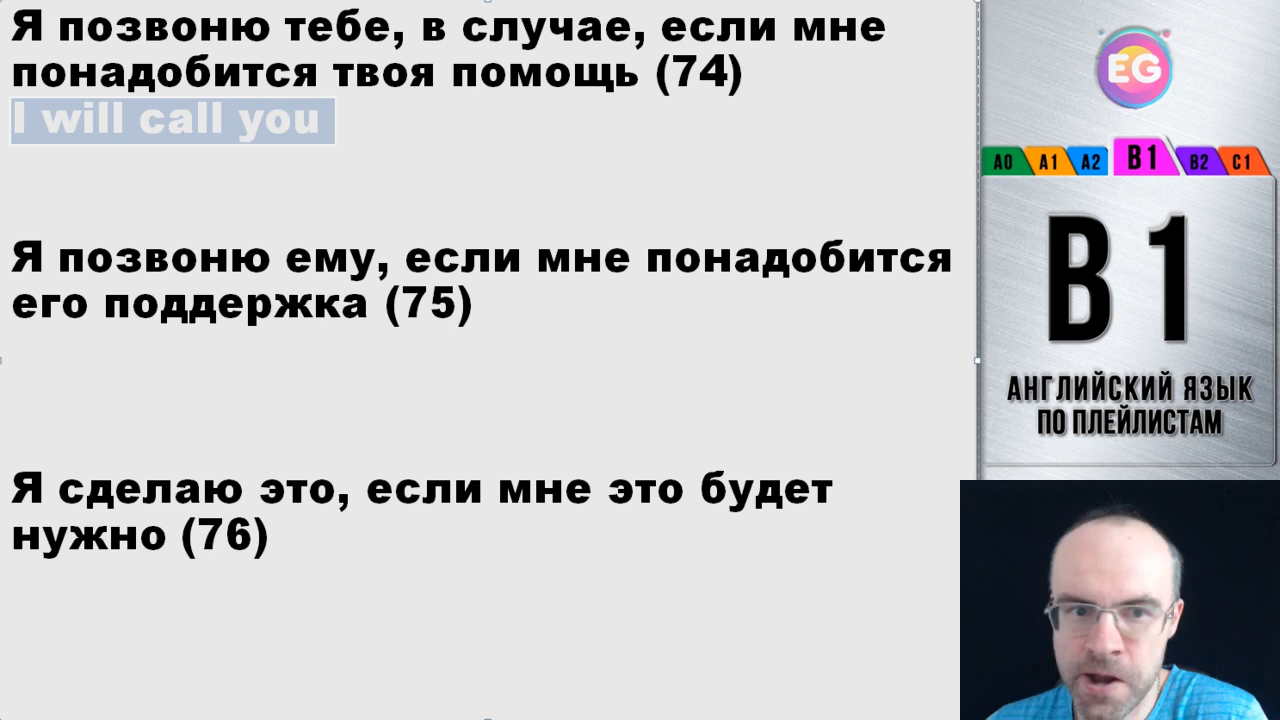 Я позвоню тебе, в случае, если мне
понадобится твоя помощь (74)
I will call you
Я позвоню ему, если мне понадобится
его поддержка (75)
Я сделаю это, если мне это будет
нужно (76)
EG
A0 A1 A2 B1 B2 C1
B1
АНГЛИЙСКИЙ ЯЗЫК
ПО ПЛЕЙЛИСТАМ